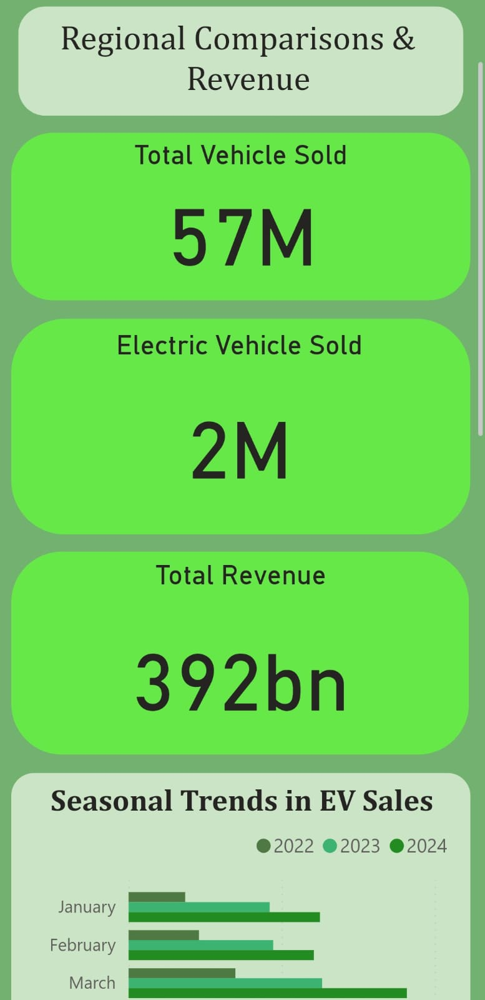 Regional Comparisons &
Revenue
Total Vehicle Sold
57M
Electric Vehicle Sold
2M
Total Revenue
392bn
Seasonal Trends in EV Sales
2022 2023 2024
January
February
March